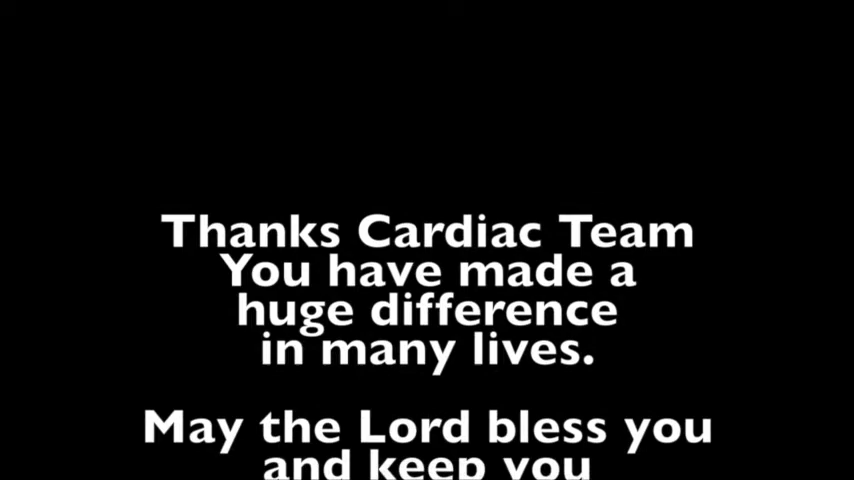 Thanks Cardiac Team
You have made a
huge difference
in many lives.
May the Lord bless you
and keep you